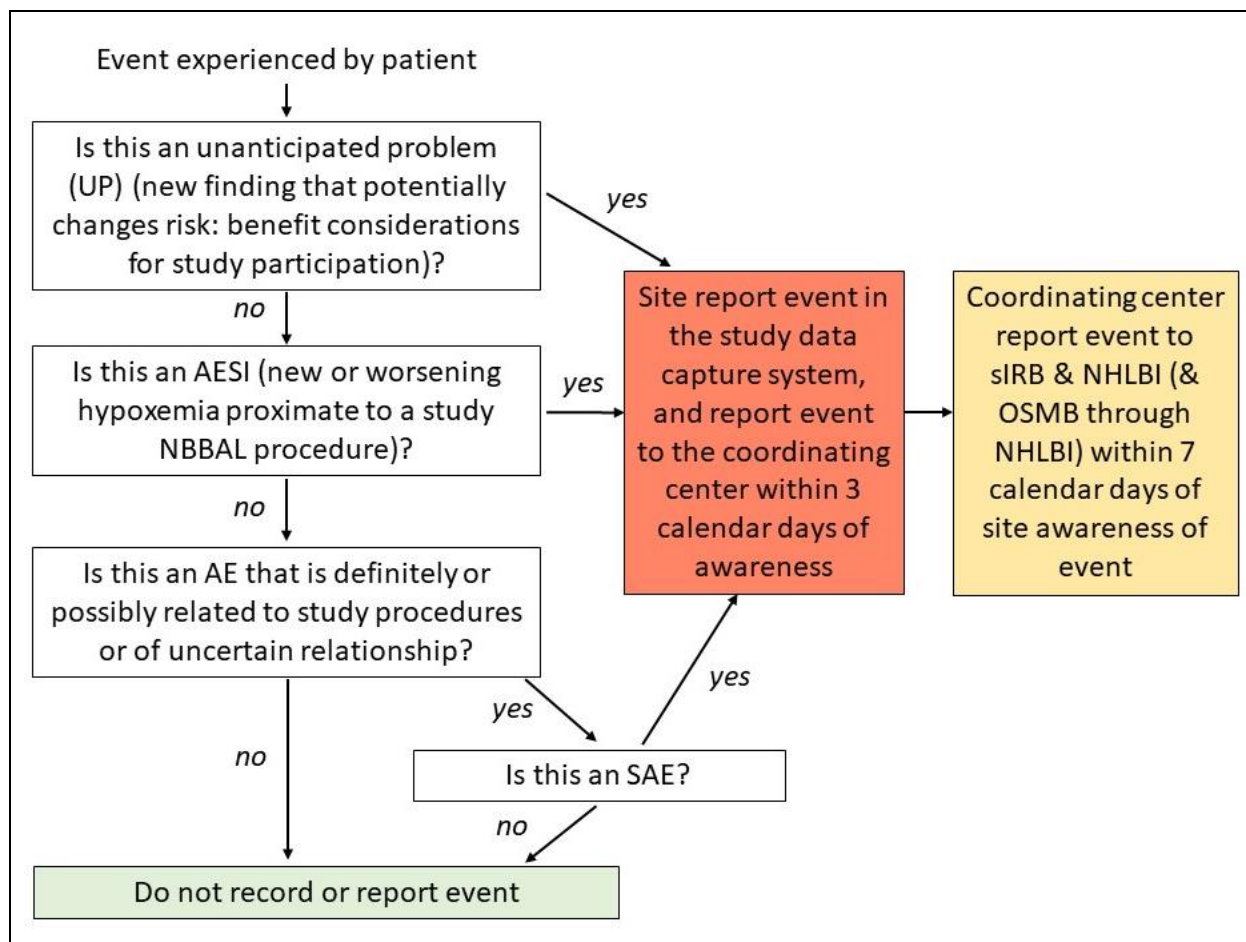 Event experienced by patient
Is this an unanticipated problem
(UP) (new finding that potentially
changes risk: benefit considerations
for study participation)?
yes
no
Is this an AESI (new or worsening
hypoxemia proximate to a study
NBBAL procedure)?
yes
no
Is this an AE that is definitely or
possibly related to study procedures
or of uncertain relationship?
yes
no
Is this an SAE?
yes
no
Do not record or report event
Site report event in
the study data
capture system,
and report event
to the coordinating
center within 3
calendar days of
awareness
Coordinating center
report event to
sIRB & NHLBI (&
OSMB through
NHLBI) within 7
calendar days of
site awareness of
event